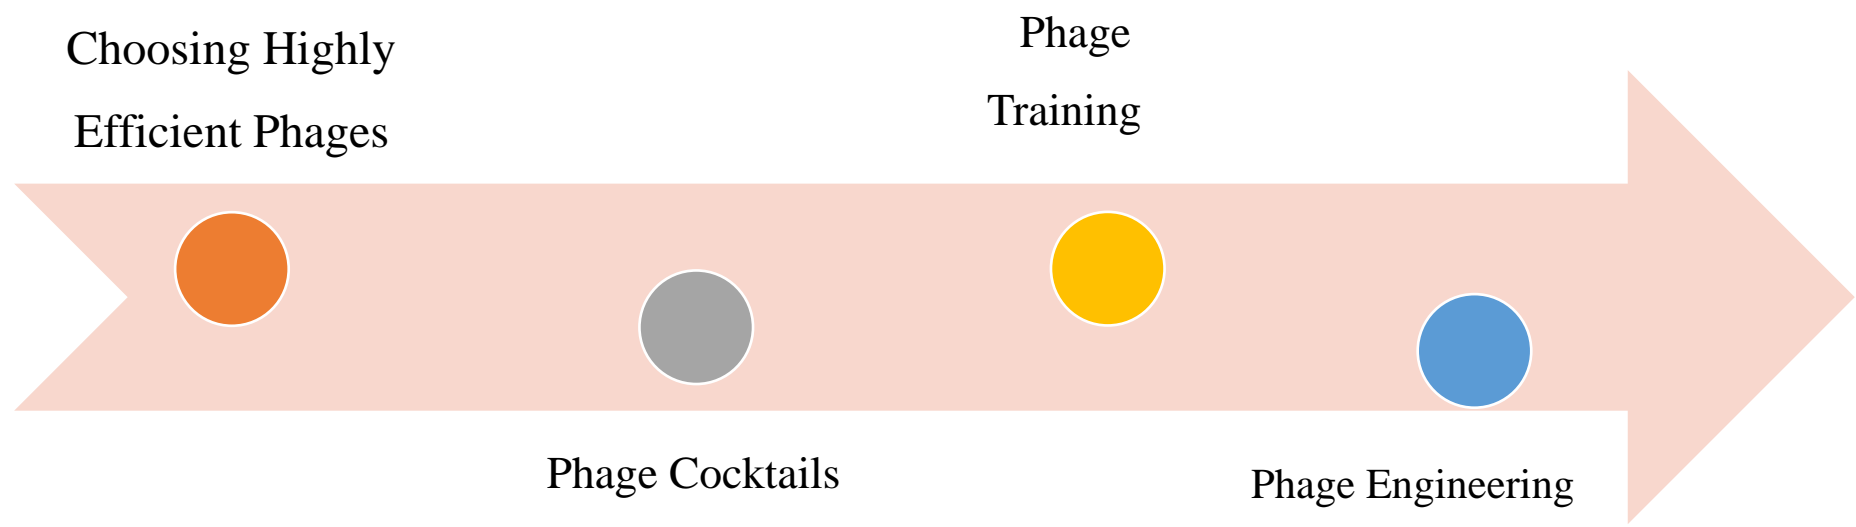 Choosing Highly
Efficient Phages
Phage Cocktails
Phage
Training
Phage Engineering